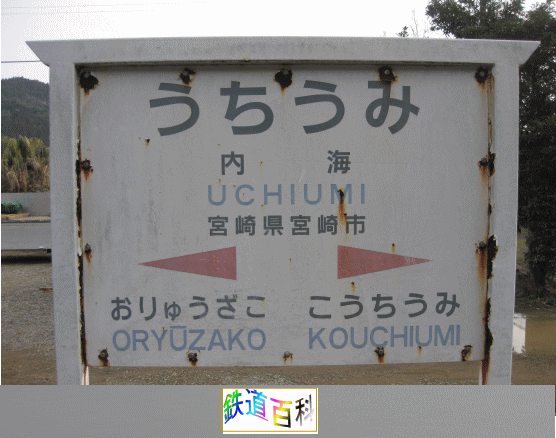 うちうみ
内 海
UCHIUMI
宮崎県宮崎市
おりゅうざこ こうちうみ
ORYŪZAKO KOUCHIUMI
鉄道百科